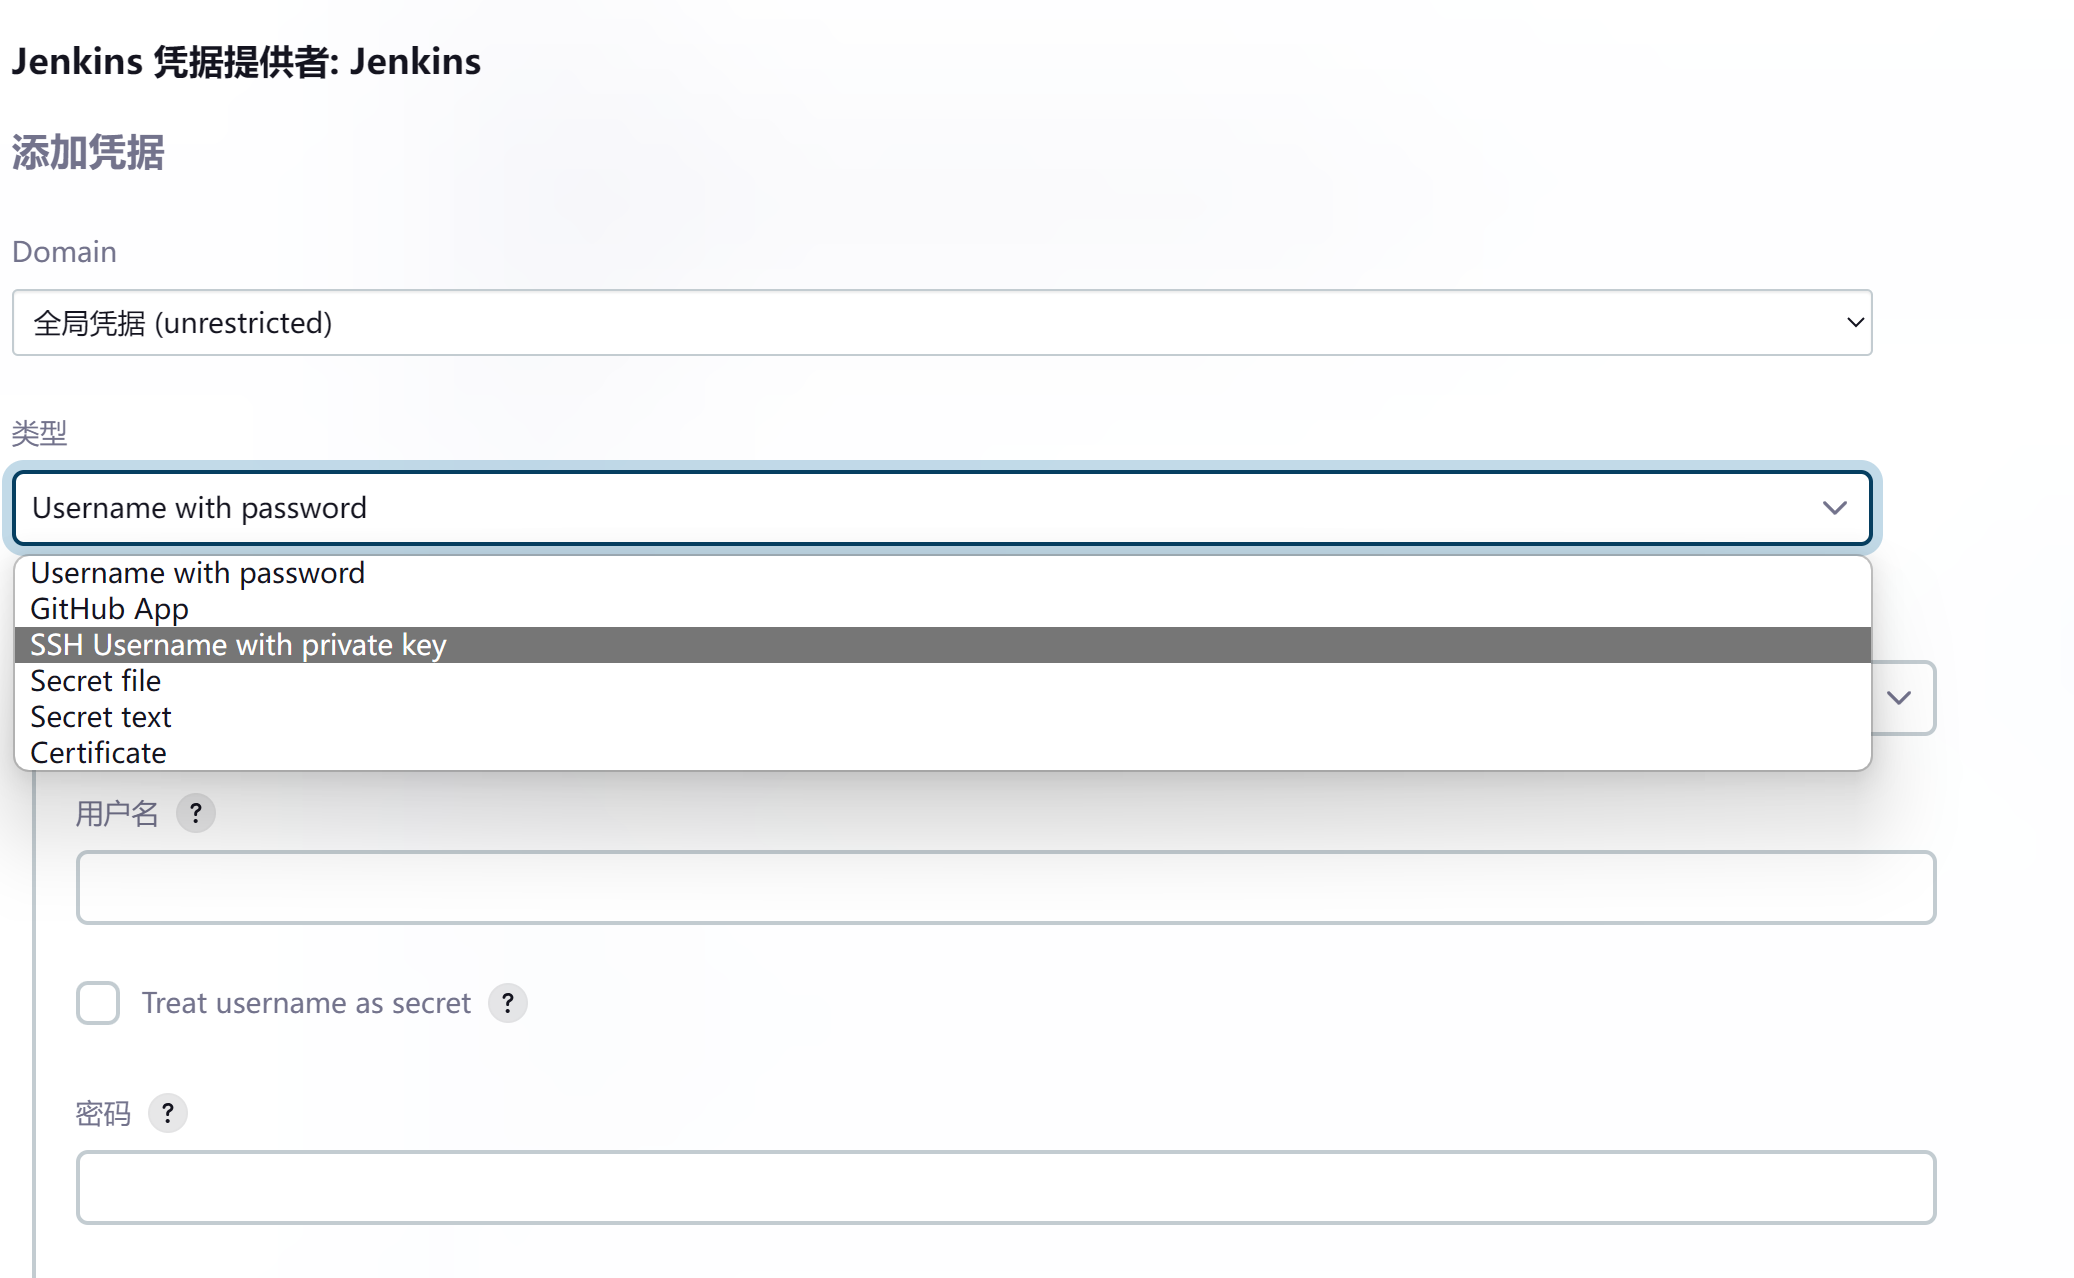 Jenkins 凭据提供者: Jenkins
添加凭据
Domain
全局凭据 (unrestricted)
类型
Username with password
Username with password
GitHub App
SSH Username with private key
Secret file
Secret text
Certificate
用户名 ?
Treat username as secret ?
密码 ?